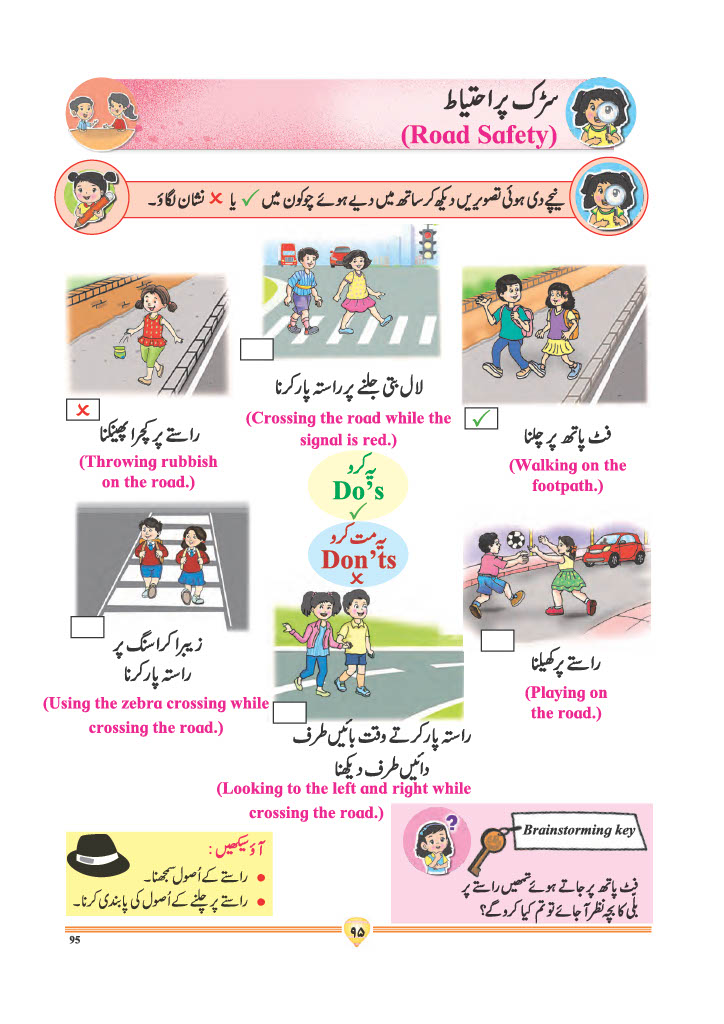 سڑک پر احتیاط
(Road Safety)
نیچے دی ہوئی تصویریں دیکھ کر ساتھ میں دیے ہوئے چوکون میں ✓ یا ✗ نشان لگاؤ۔
لال بتی جلنے پر راستہ پار کرنا
(Crossing the road while the
signal is red.)
✓
فٹ پاتھ پر چلنا
(Walking on the
footpath.)
✗
راستے پر کچرا پھینکنا
(Throwing rubbish
on the road.)
یہ کرو
Do's
✓
یہ مت کرو
Don'ts
✗
زیبرا کراسنگ پر
راستہ پار کرنا
(Using the zebra crossing while
crossing the road.)
راستے پر کھیلنا
(Playing on
the road.)
راستہ پار کرتے وقت بائیں طرف
دائیں طرف دیکھنا
(Looking to the left and right while
crossing the road.)
آؤ سیکھیں :
• راستے کے اُصول سمجھنا۔
• راستے پر چلنے کے اُصول کی پابندی کرنا۔
?
Brainstorming key
فٹ پاتھ پر جاتے ہوئے تمھیں راستے پر
بلّی کا بچہ نظر آ جائے تو تم کیا کرو گے؟
۹۵
95